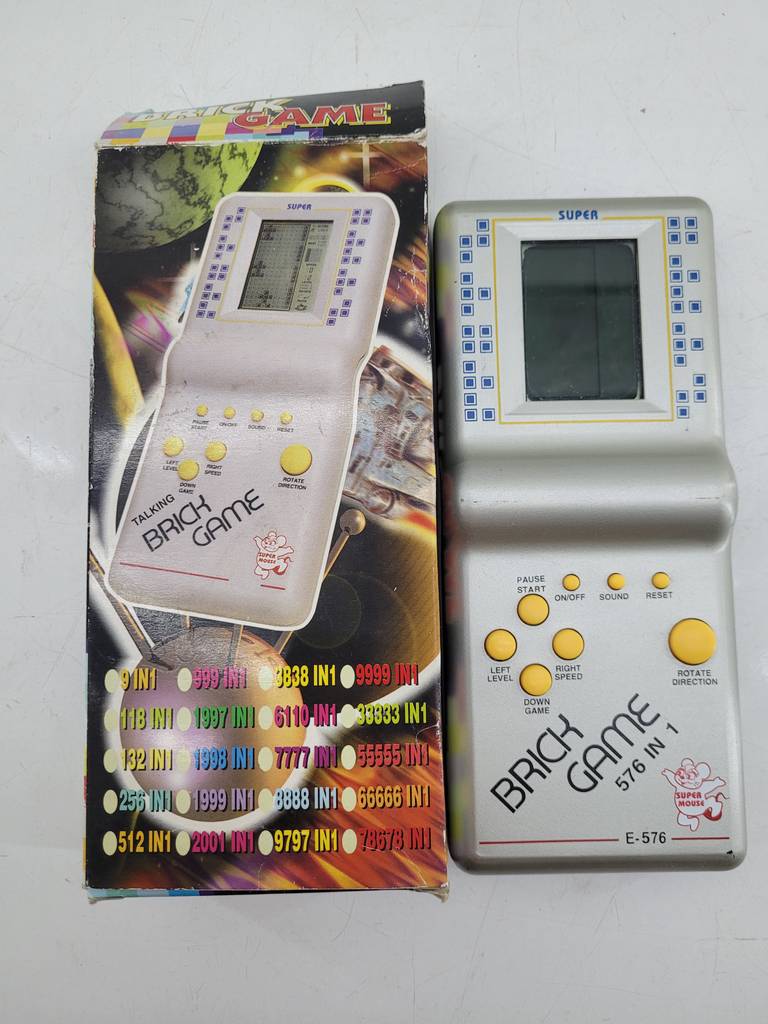 BRICK
GAME
SUPER
PAUSE
START
ON/OFF
SOUND
RESET
LEFT
LEVEL
RIGHT
SPEED
DOWN
GAME
ROTATE
DIRECTION
TALKING
BRICK
GAME
SUPER
MOUSE
9 IN1 999 IN1 3838 IN1 9999 IN1
118 IN1 1997 IN1 6110 IN1 33333 IN1
132 IN1 1998 IN1 7777 IN1 55555 IN1
256 IN1 1999 IN1 8888 IN1 66666 IN1
512 IN1 2001 IN1 9797 IN1 78678 IN1
SUPER
PAUSE
START
ON/OFF
SOUND
RESET
LEFT
LEVEL
RIGHT
SPEED
DOWN
GAME
ROTATE
DIRECTION
BRICK
GAME
576 IN 1
SUPER
MOUSE
E-576